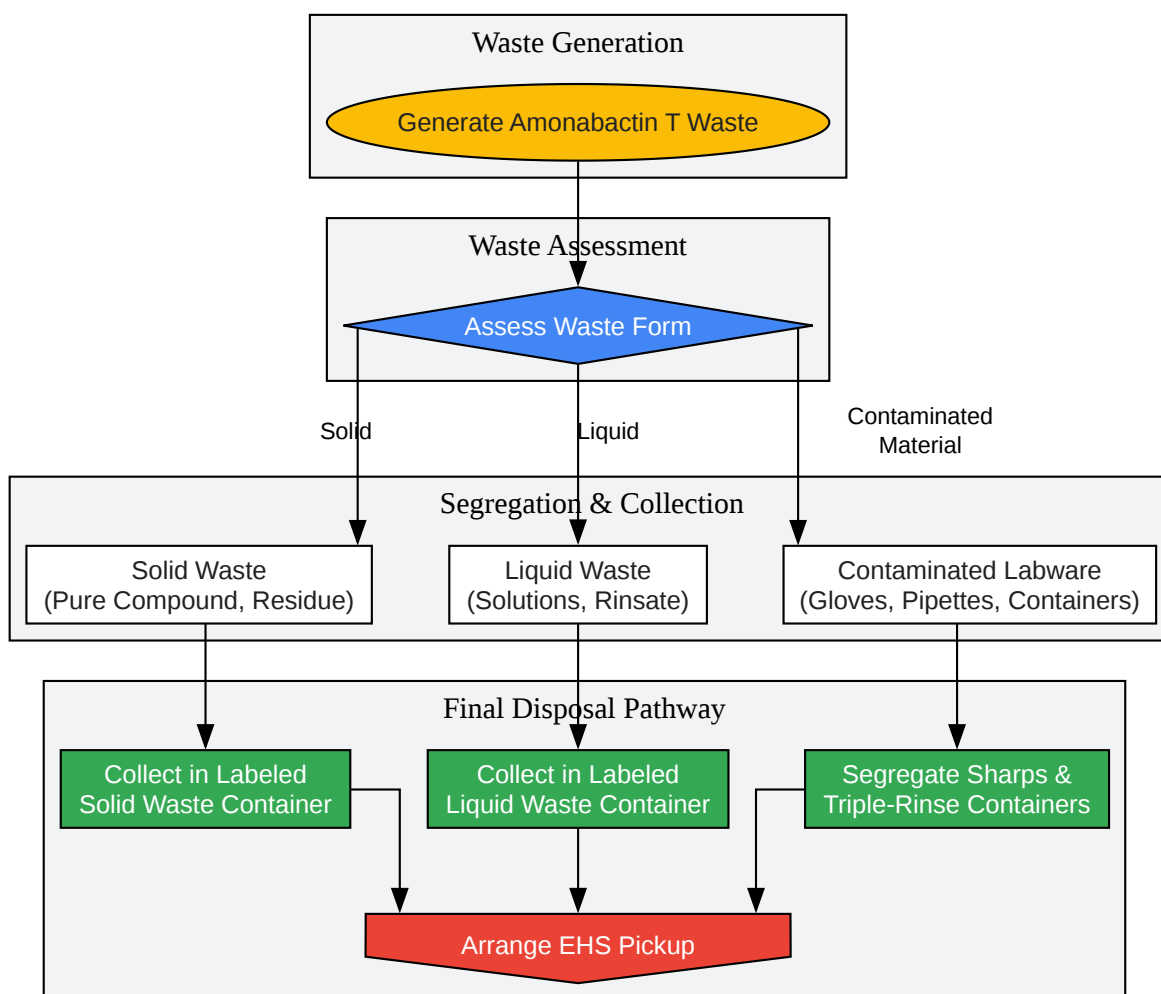 Waste Generation
Generate Amonabactin T Waste
Waste Assessment
Assess Waste Form
Solid
Liquid
Contaminated
Material
Segregation & Collection
Solid Waste
(Pure Compound, Residue)
Liquid Waste
(Solutions, Rinsate)
Contaminated Labware
(Gloves, Pipettes, Containers)
Final Disposal Pathway
Collect in Labeled
Solid Waste Container
Collect in Labeled
Liquid Waste Container
Segregate Sharps &
Triple-Rinse Containers
Arrange EHS Pickup